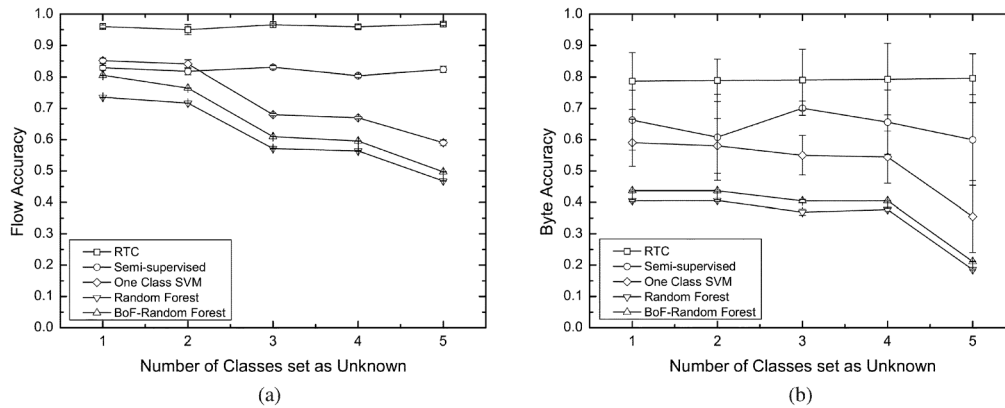 1.0
0.9
0.8
0.7
0.6
0.5
0.4
0.3
0.2
0.1
0.0
Flow Accuracy
RTC
Semi-supervised
One Class SVM
Random Forest
BoF-Random Forest
1 2 3 4 5
Number of Classes set as Unknown
(a)
1.0
0.9
0.8
0.7
0.6
0.5
0.4
0.3
0.2
0.1
0.0
Byte Accuracy
RTC
Semi-supervised
One Class SVM
Random Forest
BoF-Random Forest
1 2 3 4 5
Number of Classes set as Unknown
(b)